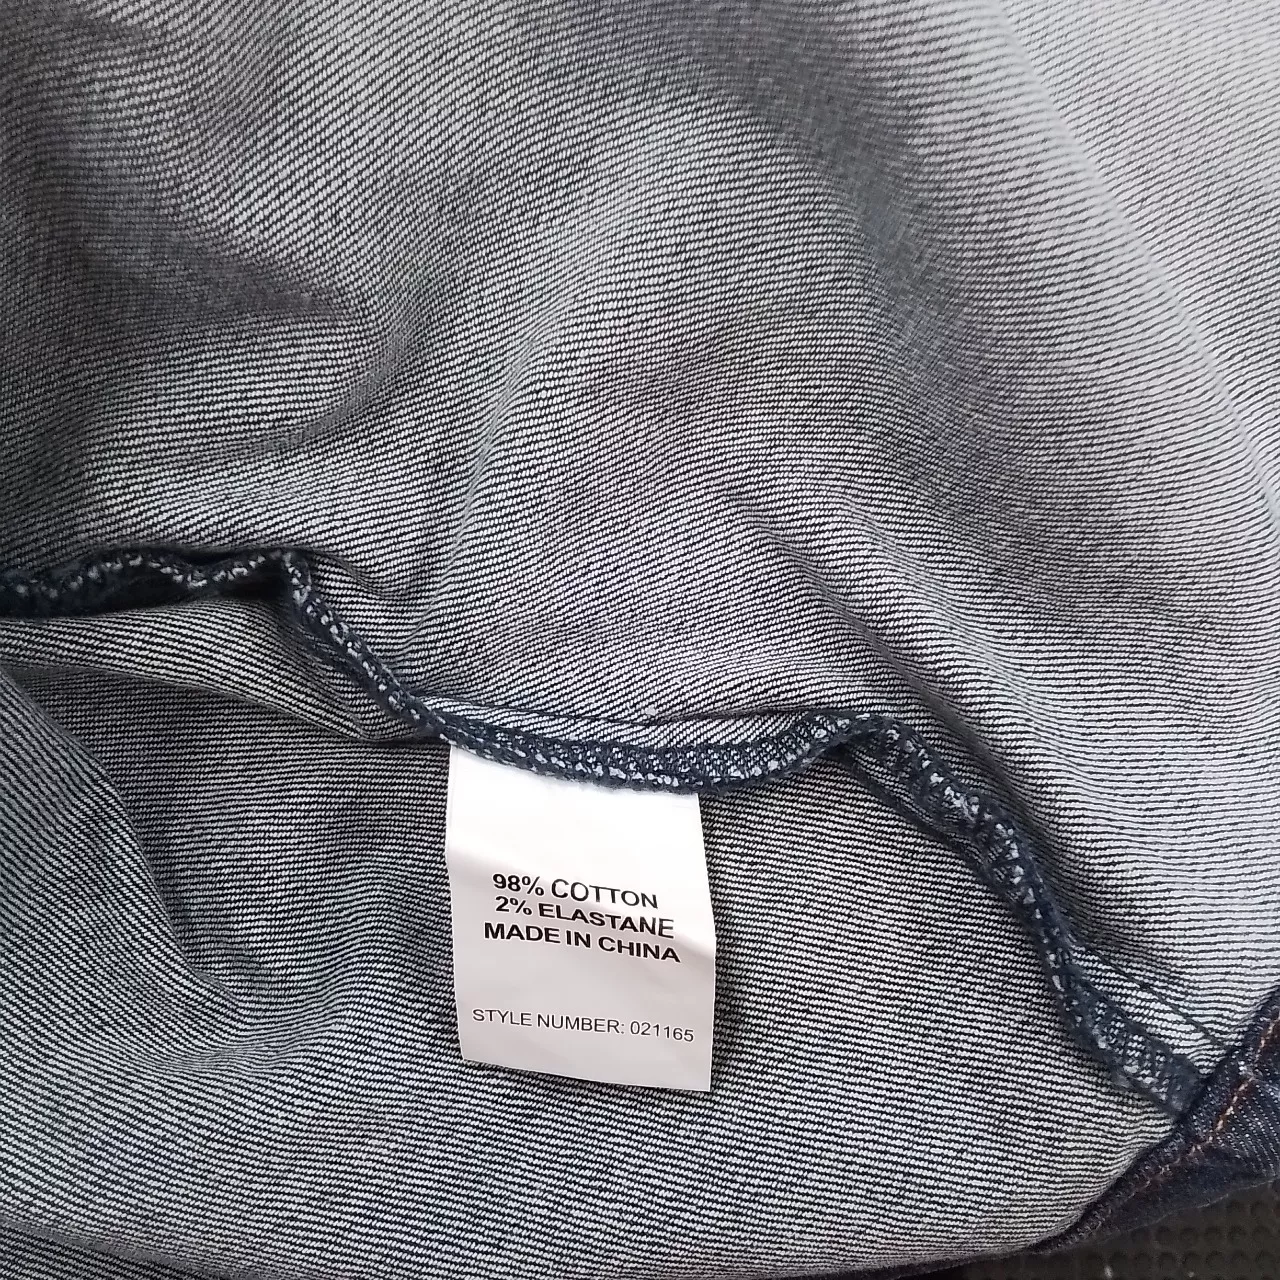 98% COTTON
2% ELASTANE
MADE IN CHINA
STYLE NUMBER: 021165